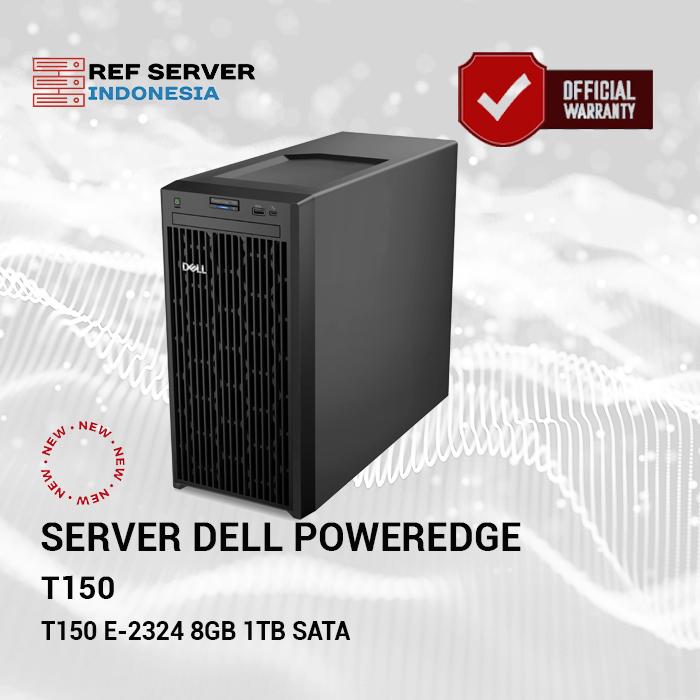 REF SERVER
INDONESIA
OFFICIAL
WARRANTY
DELL
NEW • NEW • NEW • NEW • NEW •
SERVER DELL POWEREDGE
T150
T150 E-2324 8GB 1TB SATA